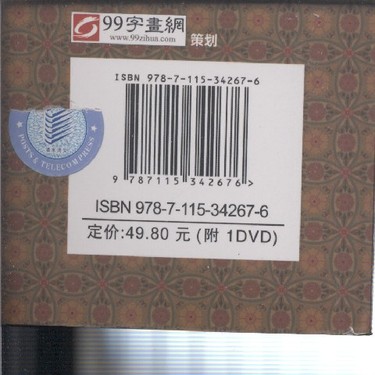 99字畫網
www.99zihua.com
策划
ISBN 978-7-115-34267-6
9 787115 342676 >
POSTS & TELECOM PRESS
ISBN 978-7-115-34267-6
定价:49.80 元 (附 1DVD)